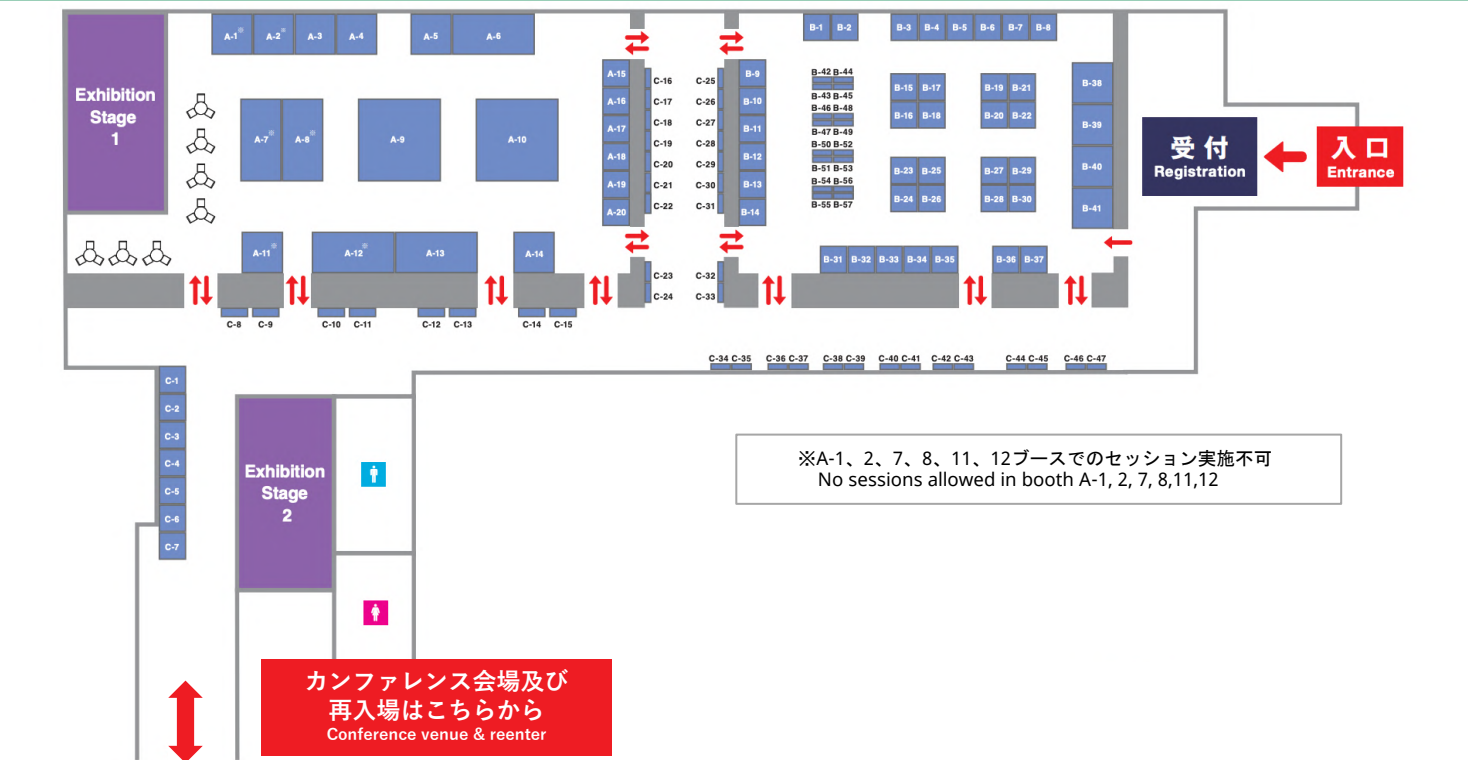 Exhibition
Stage
1
A-1※
A-2※
A-3
A-4
A-5
A-6
B-1
B-2
B-3
B-4
B-5
B-6
B-7
B-8
A-7※
A-8※
A-9
A-10
A-15
A-16
A-17
A-18
A-19
A-20
C-16
C-17
C-18
C-19
C-20
C-21
C-22
C-25
C-26
C-27
C-28
C-29
C-30
C-31
B-9
B-10
B-11
B-12
B-13
B-14
B-42 B-44
B-43 B-45
B-46 B-48
B-47 B-49
B-50 B-52
B-51 B-53
B-54 B-56
B-55 B-57
B-15
B-17
B-16
B-18
B-19
B-21
B-20
B-22
B-23
B-25
B-24
B-26
B-27
B-29
B-28
B-30
B-38
B-39
B-40
B-41
受付
Registration
入口
Entrance
A-11※
A-12※
A-13
A-14
C-23
C-24
C-32
C-33
B-31
B-32
B-33
B-34
B-35
B-36
B-37
C-8
C-9
C-10
C-11
C-12
C-13
C-14
C-15
C-34 C-35
C-36 C-37
C-38 C-39
C-40 C-41
C-42 C-43
C-44 C-45
C-46 C-47
C-1
C-2
C-3
C-4
C-5
C-6
C-7
Exhibition
Stage
2
※A-1、2、7、8、11、12ブースでのセッション実施不可
No sessions allowed in booth A-1, 2, 7, 8,11,12
カンファレンス会場及び
再入場はこちらから
Conference venue & reenter